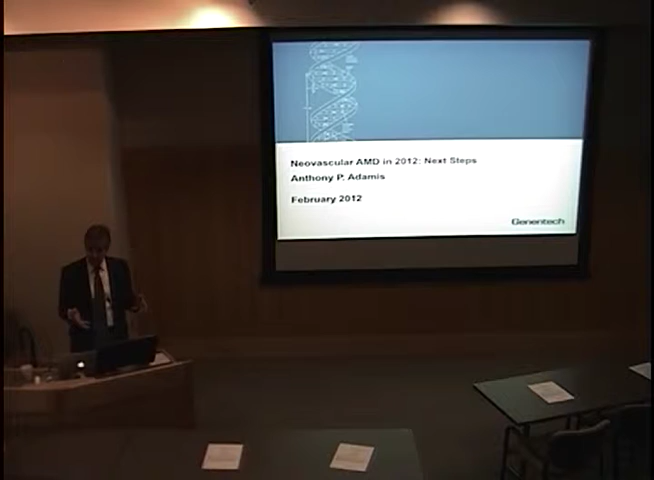 Neovascular AMD in 2012: Next Steps
Anthony P. Adamis
February 2012
Genentech